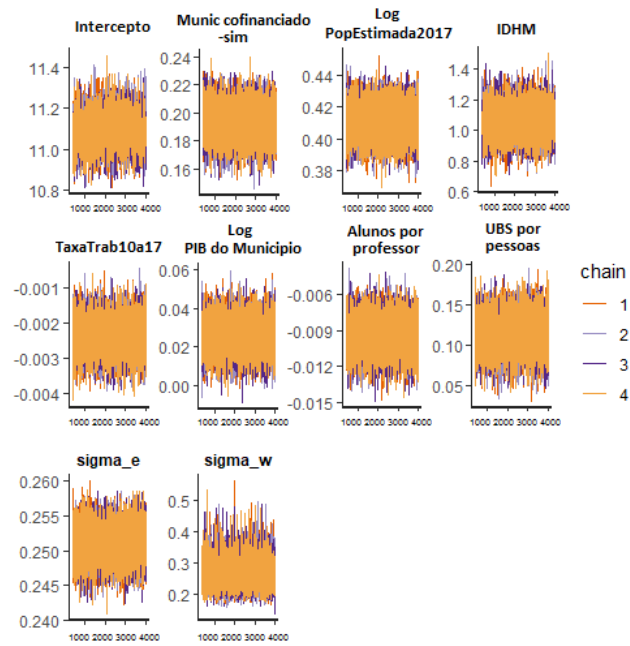 Intercepto
Munic cofinanciado
-sim
Log
PopEstimada2017
IDHM
11.4
11.2
11.0
10.8
1000 2000 3000 4000
0.24
0.22
0.20
0.18
0.16
1000 2000 3000 4000
0.44
0.42
0.40
0.38
1000 2000 3000 4000
1.4
1.2
1.0
0.8
0.6
1000 2000 3000 4000
TaxaTrab10a17
Log
PIB do Municipio
Alunos por
professor
UBS por
pessoas
-0.001
-0.002
-0.003
-0.004
1000 2000 3000 4000
0.06
0.04
0.02
0.00
1000 2000 3000 4000
-0.006
-0.009
-0.012
-0.015
1000 2000 3000 4000
0.20
0.15
0.10
0.05
1000 2000 3000 4000
chain
1
2
3
4
sigma_e
sigma_w
0.260
0.255
0.250
0.245
0.240
1000 2000 3000 4000
0.5
0.4
0.3
0.2
1000 2000 3000 4000